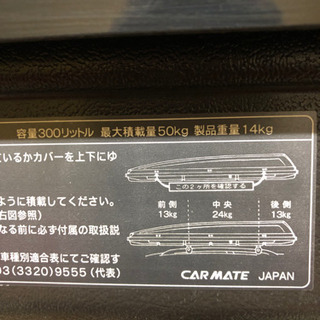 容量300リットル 最大積載量50kg 製品重量14kg
ているかカバーを上下にゆ
この2ヶ所を確認する
ように積載してください。
右図参照)
なる前に必ず付属の取扱説
車種別適合表にてご確認す
03(3320)9555(代表)
前側 中央 後側
13kg 24kg 13kg
CARMATE JAPAN